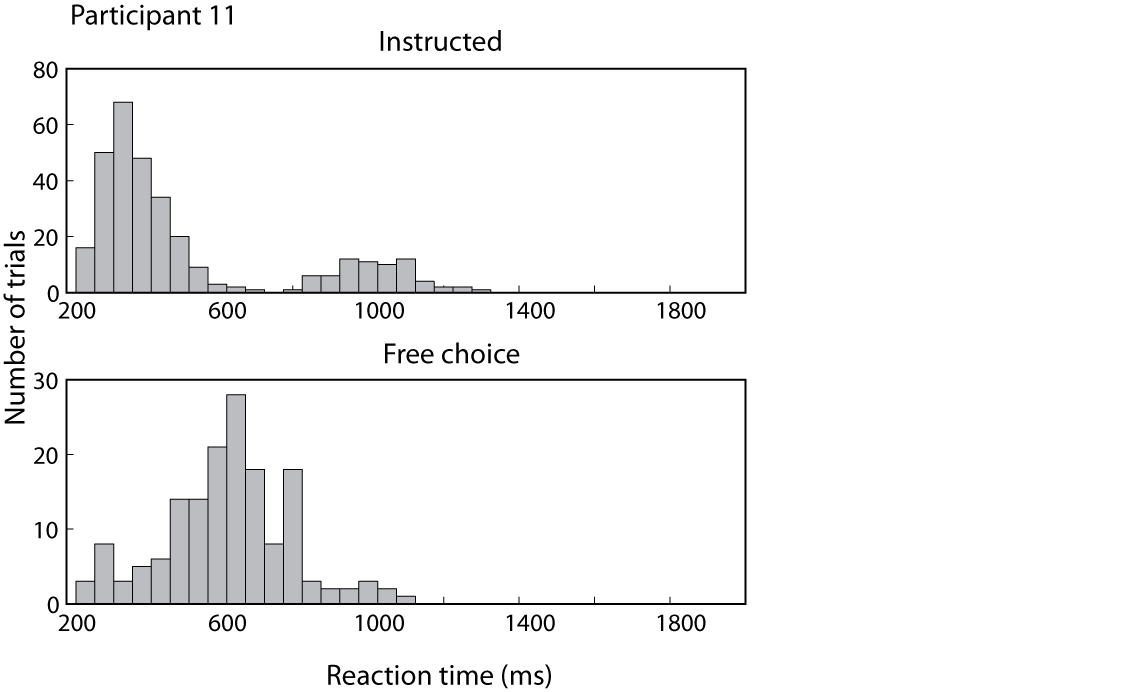 Participant 11
Instructed
80
60
40
20
0
200 600 1000 1400 1800
Number of trials
Free choice
30
20
10
0
200 600 1000 1400 1800
Reaction time (ms)